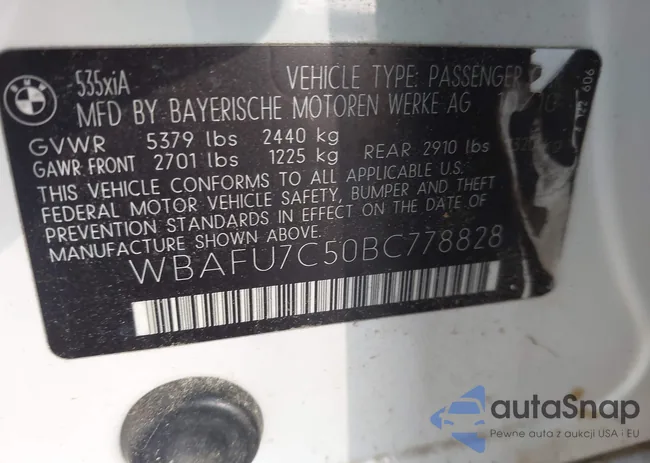 BMW
535xiA
VEHICLE TYPE: PASSENGER
MFD BY BAYERISCHE MOTOREN WERKE AG
GVWR 5379 lbs 2440 kg
GAWR FRONT 2701 lbs 1225 kg REAR 2910 lbs
THIS VEHICLE CONFORMS TO ALL APPLICABLE U.S.
FEDERAL MOTOR VEHICLE SAFETY, BUMPER AND THEFT
PREVENTION STANDARDS IN EFFECT ON THE DATE OF
MANUFACTURE SHOWN ABOVE.
WBAFU7C50BC778828
autoSnap
Pewne auta z aukcji USA i EU